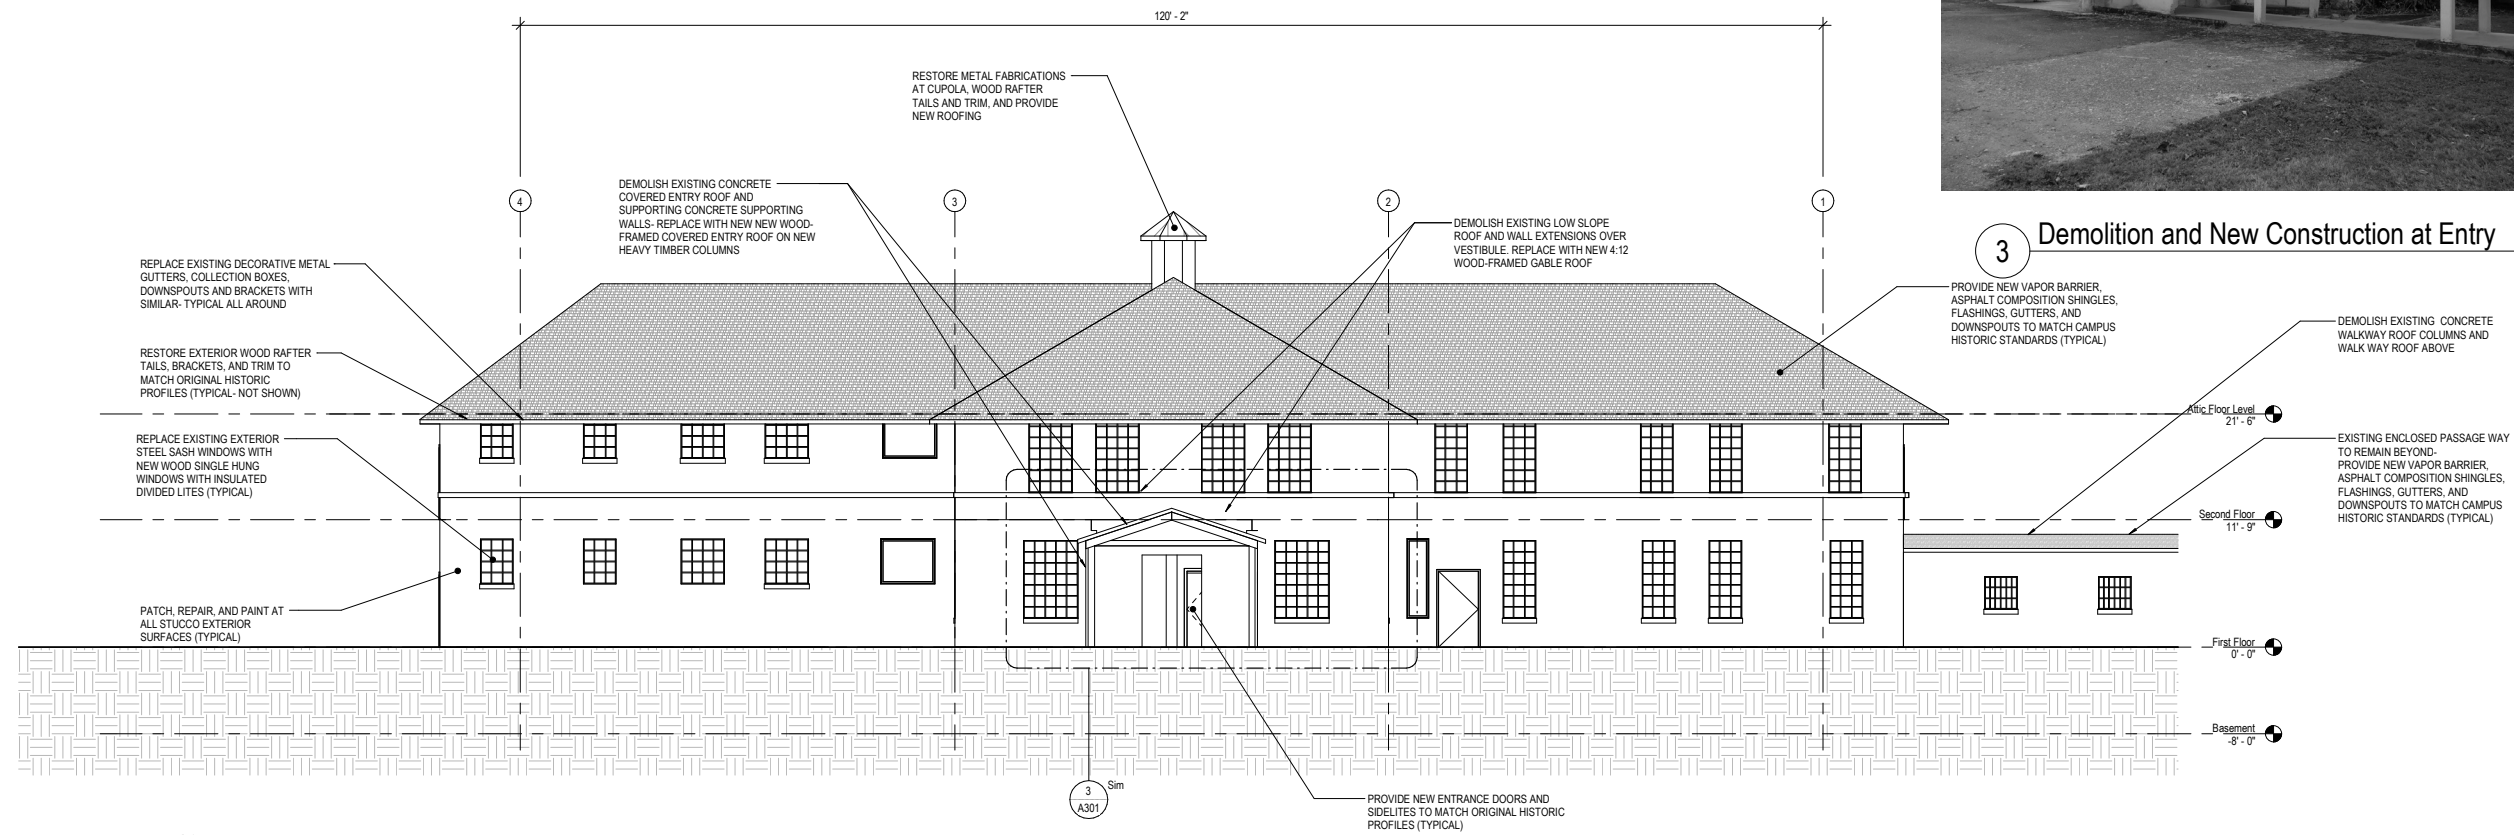 120' - 2"
RESTORE METAL FABRICATIONS
AT CUPOLA, WOOD RAFTER
TAILS AND TRIM, AND PROVIDE
NEW ROOFING
DEMOLISH EXISTING CONCRETE
COVERED ENTRY ROOF AND
SUPPORTING CONCRETE SUPPORTING
WALLS- REPLACE WITH NEW NEW WOOD-
FRAMED COVERED ENTRY ROOF ON NEW
HEAVY TIMBER COLUMNS
4
3
2
1
DEMOLISH EXISTING LOW SLOPE
ROOF AND WALL EXTENSIONS OVER
VESTIBULE. REPLACE WITH NEW 4:12
WOOD-FRAMED GABLE ROOF
3
Demolition and New Construction at Entry
REPLACE EXISTING DECORATIVE METAL
GUTTERS, COLLECTION BOXES,
DOWNSPOUTS AND BRACKETS WITH
SIMILAR- TYPICAL ALL AROUND
PROVIDE NEW VAPOR BARRIER,
ASPHALT COMPOSITION SHINGLES,
FLASHINGS, GUTTERS, AND
DOWNSPOUTS TO MATCH CAMPUS
HISTORIC STANDARDS (TYPICAL)
DEMOLISH EXISTING CONCRETE
WALKWAY ROOF COLUMNS AND
WALK WAY ROOF ABOVE
RESTORE EXTERIOR WOOD RAFTER
TAILS, BRACKETS, AND TRIM TO
MATCH ORIGINAL HISTORIC
PROFILES (TYPICAL- NOT SHOWN)
Attic Floor Level
21' - 6"
REPLACE EXISTING EXTERIOR
STEEL SASH WINDOWS WITH
NEW WOOD SINGLE HUNG
WINDOWS WITH INSULATED
DIVIDED LITES (TYPICAL)
EXISTING ENCLOSED PASSAGE WAY
TO REMAIN BEYOND-
PROVIDE NEW VAPOR BARRIER,
ASPHALT COMPOSITION SHINGLES,
FLASHINGS, GUTTERS, AND
DOWNSPOUTS TO MATCH CAMPUS
HISTORIC STANDARDS (TYPICAL)
Second Floor
11' - 9"
PATCH, REPAIR, AND PAINT AT
ALL STUCCO EXTERIOR
SURFACES (TYPICAL)
First Floor
0' - 0"
Basement
-8' - 0"
3
A301
Sim
PROVIDE NEW ENTRANCE DOORS AND
SIDELITES TO MATCH ORIGINAL HISTORIC
PROFILES (TYPICAL)